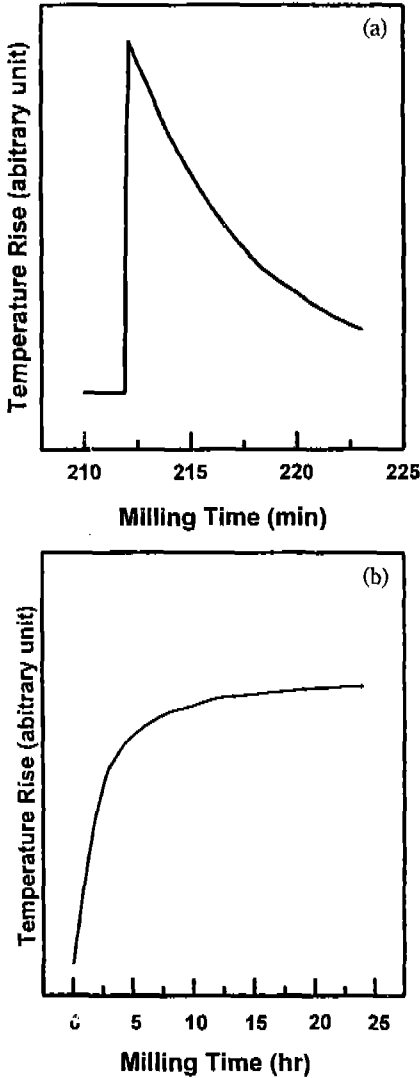 (a)
Temperature Rise (abitrary unit)
210 215 220 225
Milling Time (min)
(b)
Temperature Rise (abitrary unit)
0 5 10 15 20 25
Milling Time (hr)